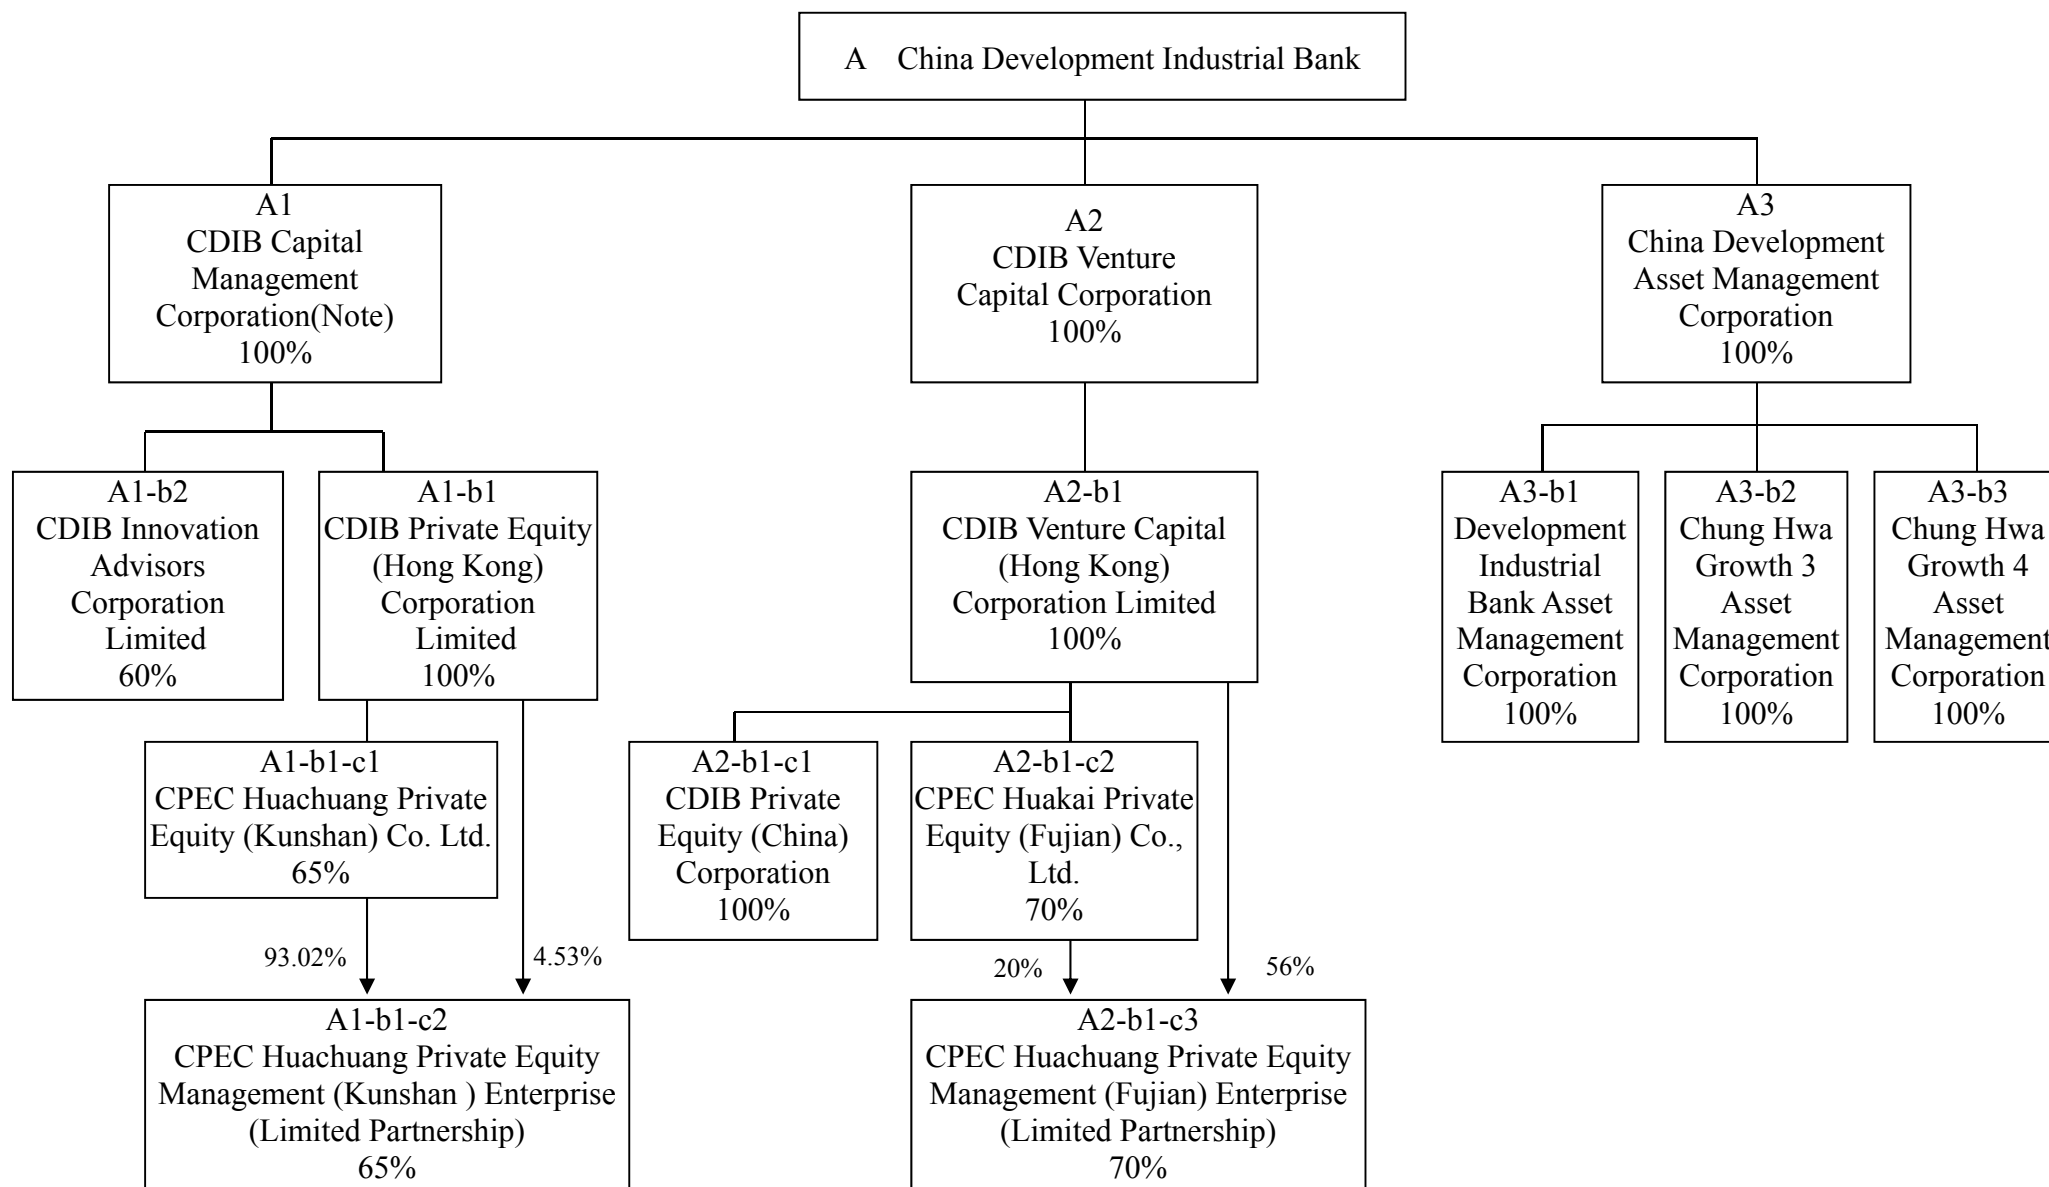 A China Development Industrial Bank
A1
CDIB Capital
Management
Corporation(Note)
100%
A2
CDIB Venture
Capital Corporation
100%
A3
China Development
Asset Management
Corporation
100%
A1-b2
CDIB Innovation
Advisors
Corporation
Limited
60%
A1-b1
CDIB Private Equity
(Hong Kong)
Corporation
Limited
100%
A2-b1
CDIB Venture Capital
(Hong Kong)
Corporation Limited
100%
A3-b1
Development
Industrial
Bank Asset
Management
Corporation
100%
A3-b2
Chung Hwa
Growth 3
Asset
Management
Corporation
100%
A3-b3
Chung Hwa
Growth 4
Asset
Management
Corporation
100%
A1-b1-c1
CPEC Huachuang Private
Equity (Kunshan) Co. Ltd.
65%
A2-b1-c1
CDIB Private
Equity (China)
Corporation
100%
A2-b1-c2
CPEC Huakai Private
Equity (Fujian) Co.,
Ltd.
70%
93.02%
4.53%
20%
56%
A1-b1-c2
CPEC Huachuang Private Equity
Management (Kunshan ) Enterprise
(Limited Partnership)
65%
A2-b1-c3
CPEC Huachuang Private Equity
Management (Fujian) Enterprise
(Limited Partnership)
70%